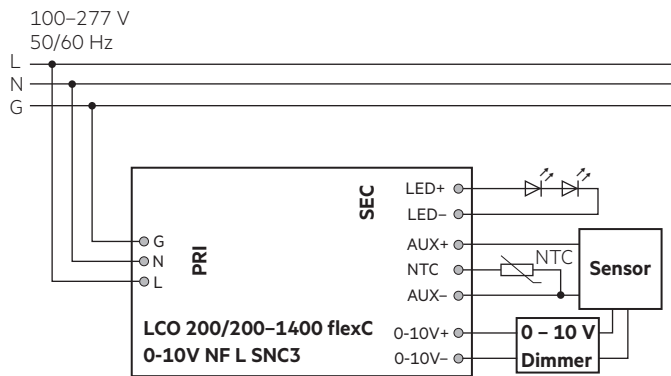 100–277 V
50/60 Hz
L
N
G
LED+
LED–
SEC
AUX+
NTC
NTC
AUX–
Sensor
G
N
L
PRI
LCO 200/200–1400 flexC
0-10V NF L SNC3
0-10V+
0-10V–
0 – 10 V
Dimmer